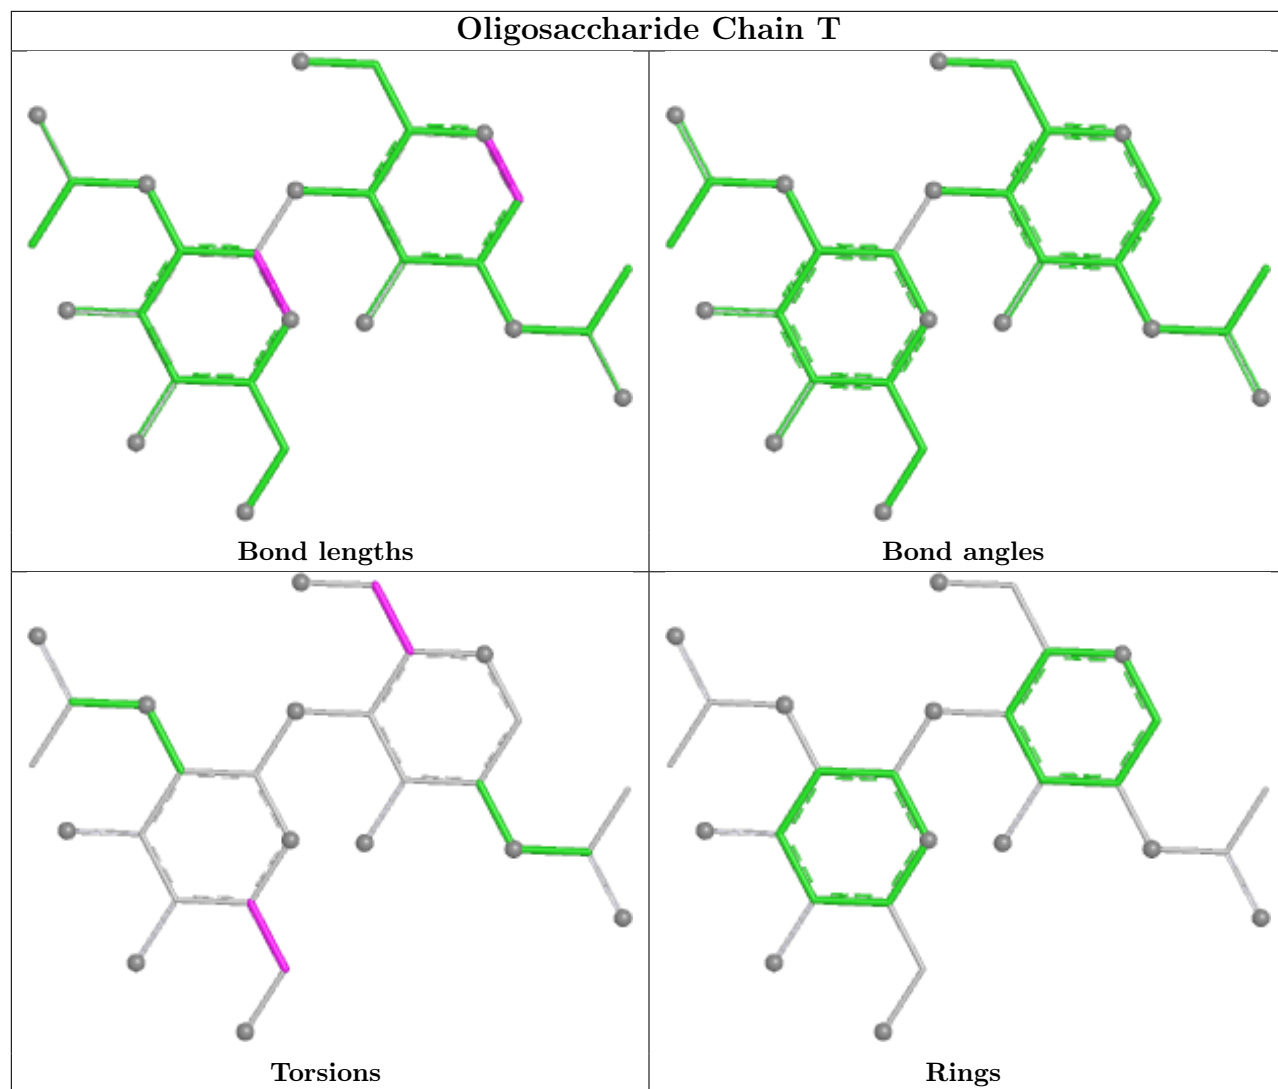 Oligosaccharide Chain T
Bond lengths
Bond angles
Torsions
Rings